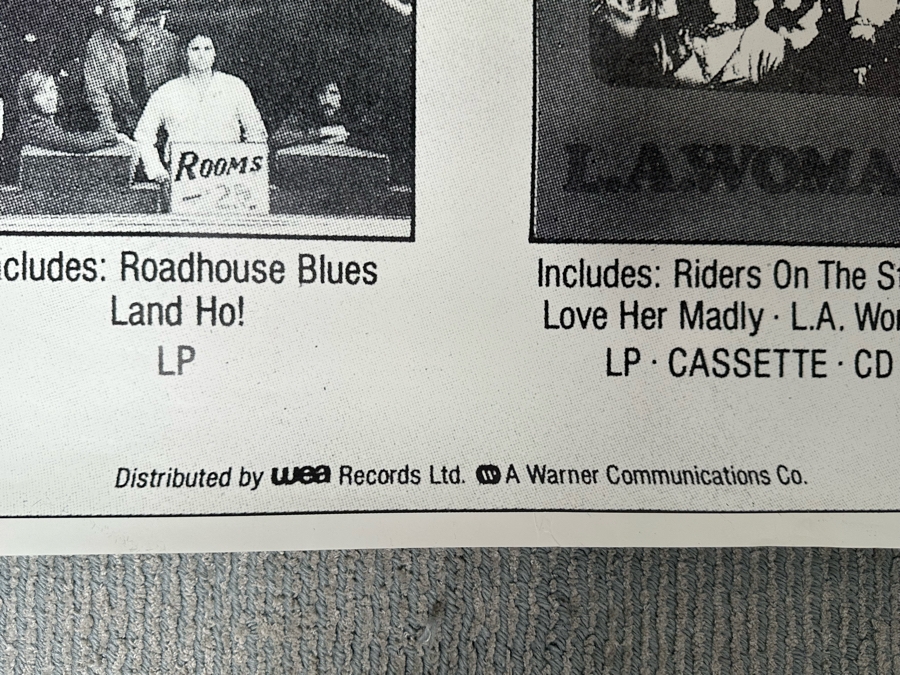 ROOMS
L.A.WOMA
cludes: Roadhouse Blues
Land Ho!
LP
Includes: Riders On The S
Love Her Madly · L.A. Wo
LP · CASSETTE · CD
Distributed by wea Records Ltd. A Warner Communications Co.